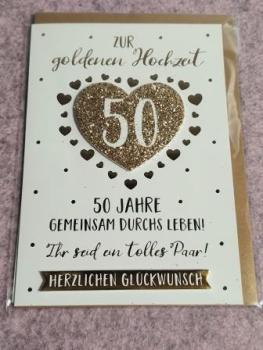 ZUR
goldenen Hochzeit
50
50 JAHRE
GEMEINSAM DURCHS LEBEN!
Ihr seid ein tolles Paar!
HERZLICHEN GLÜCKWUNSCH